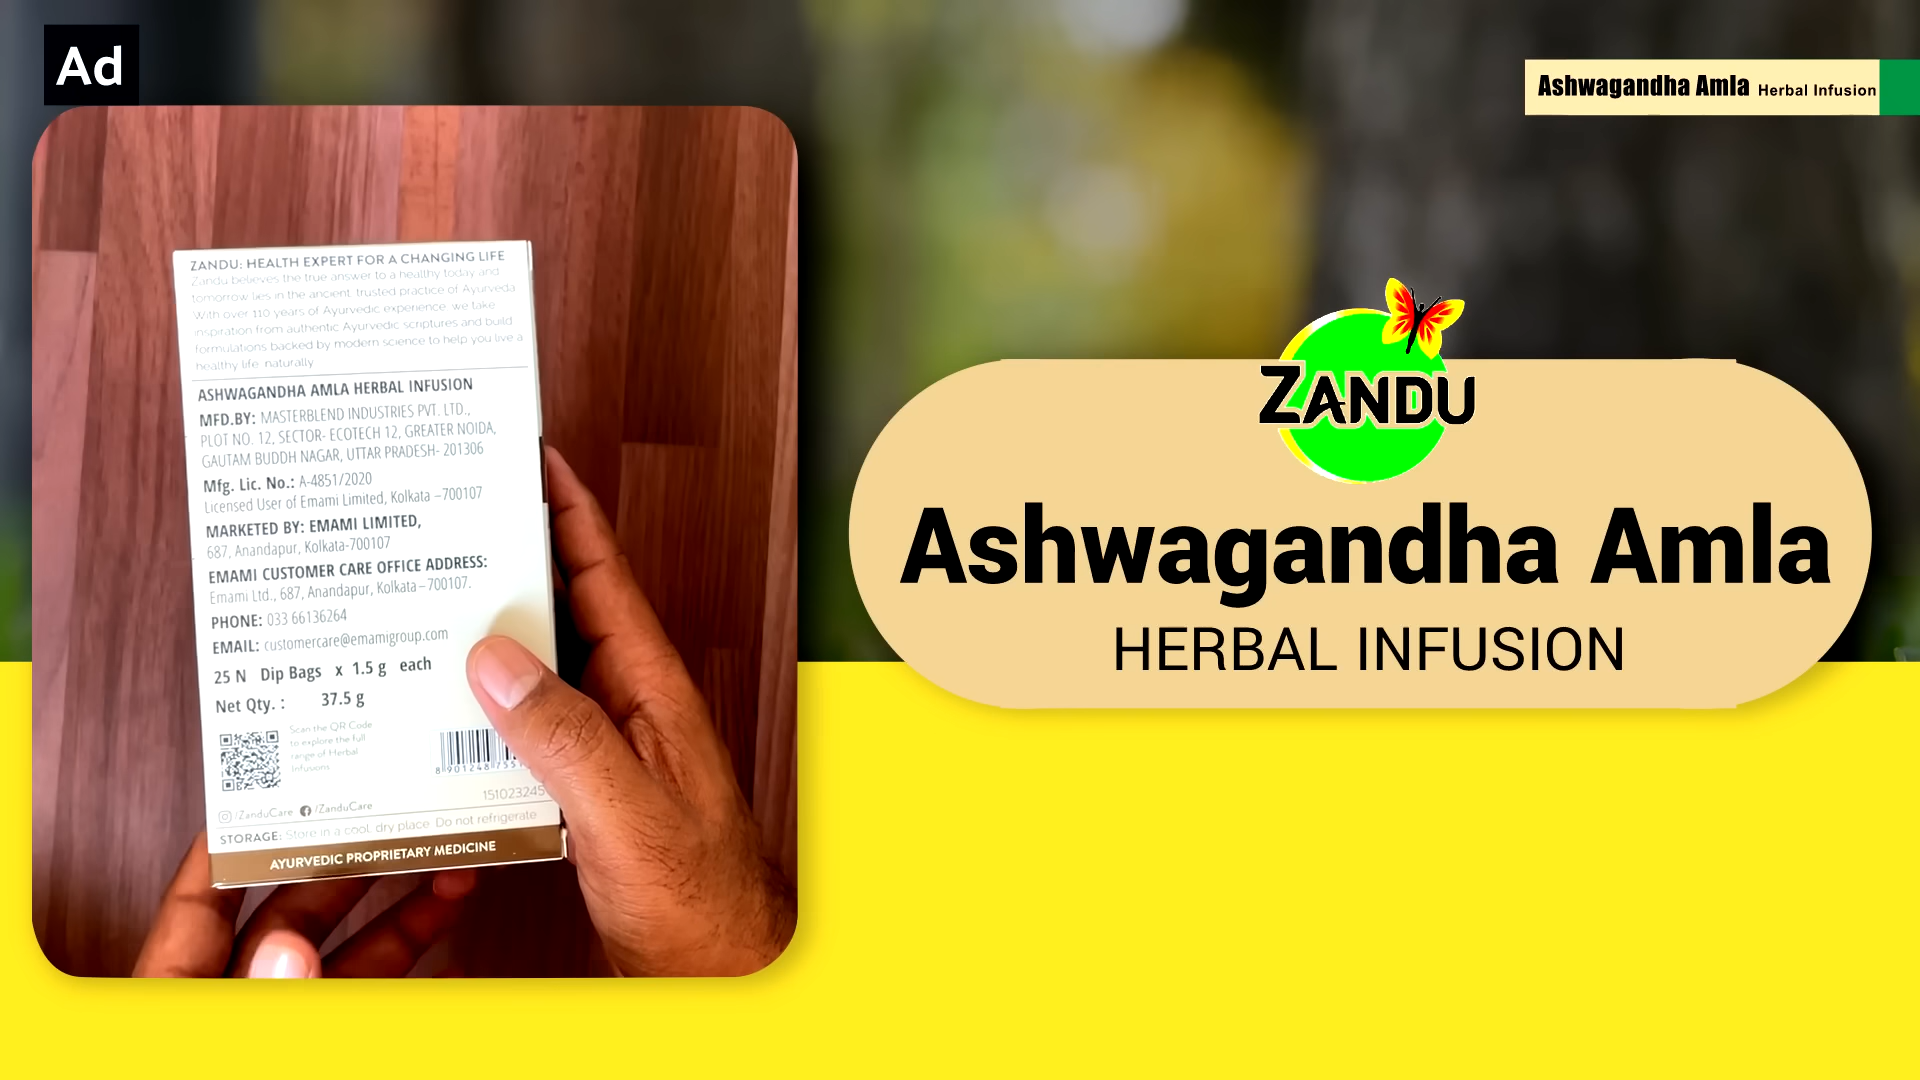 Ad
Ashwagandha Amla Herbal Infusion
ZANDU: HEALTH EXPERT FOR A CHANGING LIFE
Zandu believes the true answer to a healthy today and
tomorrow lies in the ancient, trusted practice of Ayurveda.
With over 110 years of Ayurvedic experience, we take
inspiration from authentic Ayurvedic scriptures and build
formulations backed by modern science to help you live a
healthy life, naturally.
ASHWAGANDHA AMLA HERBAL INFUSION
MFD.BY: MASTERBLEND INDUSTRIES PVT. LTD.,
PLOT NO. 12, SECTOR- ECOTECH 12, GREATER NOIDA,
GAUTAM BUDDH NAGAR, UTTAR PRADESH- 201306
Mfg. Lic. No.: A-4851/2020
Licensed User of Emami Limited, Kolkata –700107
MARKETED BY: EMAMI LIMITED,
687, Anandapur, Kolkata-700107
EMAMI CUSTOMER CARE OFFICE ADDRESS:
Emami Ltd., 687, Anandapur, Kolkata–700107.
PHONE: 033 66136264
EMAIL: customercare@emamigroup.com
25 N Dip Bags x 1.5 g each
Net Qty. : 37.5 g
Scan the QR Code
to explore the full
range of Herbal
Infusions
8 901248 755
151023245
/ZanduCare /ZanduCare
STORAGE: Store in a cool, dry place. Do not refrigerate
AYURVEDIC PROPRIETARY MEDICINE
ZANDU
Ashwagandha Amla
HERBAL INFUSION